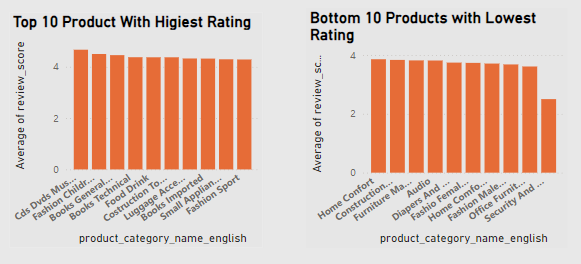 Top 10 Product With Higiest Rating
Average of review_score
4
2
0
Cds Dvds Mus...
Fashion Childr...
Books General...
Books Technical
Food Drink
Costruction To...
Luggage Acce...
Books Imported
Small Applian...
Fashion Sport
product_category_name_english
Bottom 10 Products with Lowest
Rating
Average of review_sc...
4
2
0
Home Confort
Construction...
Furniture Ma...
Audio
Diapers And ...
Fashio Femal...
Home Comfo...
Fashion Male...
Office Furnit...
Security And ...
product_category_name_english